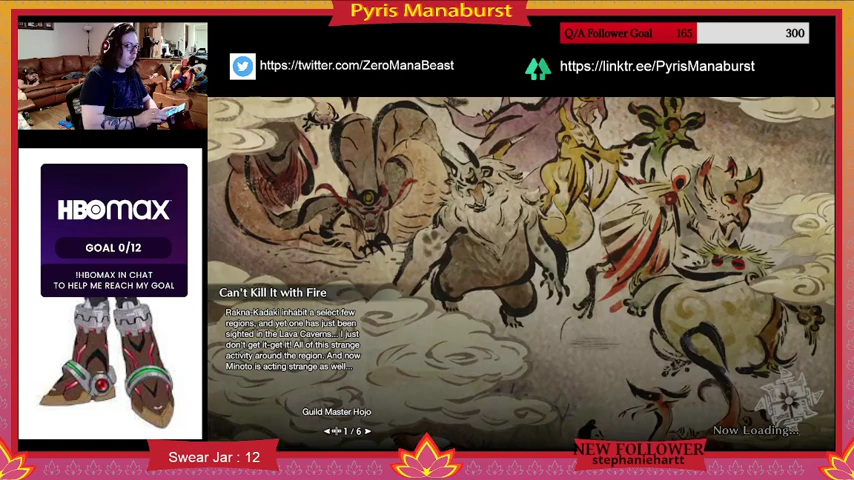 Pyris Manaburst
Q/A Follower Goal 165 300
https://twitter.com/ZeroManaBeast
https://linktr.ee/PyrisManaburst
HBOMAX
GOAL 0/12
!HBOMAX IN CHAT
TO HELP ME REACH MY GOAL
Can't Kill It with Fire
Rakna-Kadaki inhabit a select few
regions, and yet one has just been
sighted in the Lava Caverns... I just
don't get-it get-it! All of this strange
activity around the region. And now
Minoto is acting strange as well...
Guild Master Hojo
1 / 6
Now Loading...
Swear Jar : 12
NEW FOLLOWER
stephaniehartt